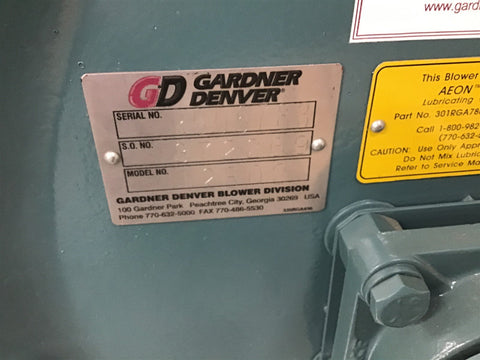 www.gard
GD GARDNER
DENVER
SERIAL NO.
S.O. NO.
MODEL NO.
GARDNER DENVER BLOWER DIVISION
100 Gardner Park Peachtree City, Georgia 30269 USA
Phone 770-632-5000 FAX 770-486-5530
This Blower
AEON™
Lubricating
Part No. 301RGA78
Call 1-800-982
(770-632-
CAUTION: Use Only Appr
Do Not Mix Lubric
Refer to Service Ma